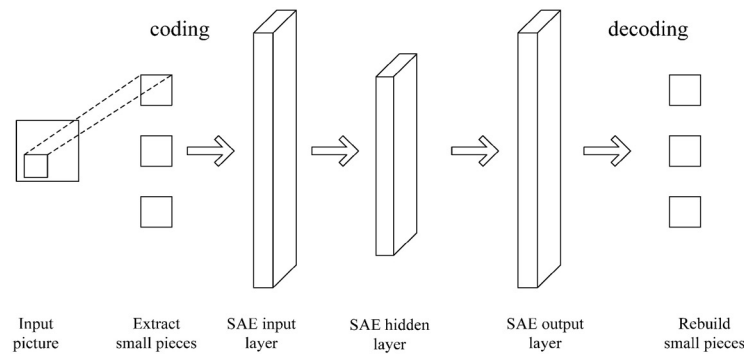 coding
decoding
Input
picture
Extract
small pieces
SAE input
layer
SAE hidden
layer
SAE output
layer
Rebuild
small pieces